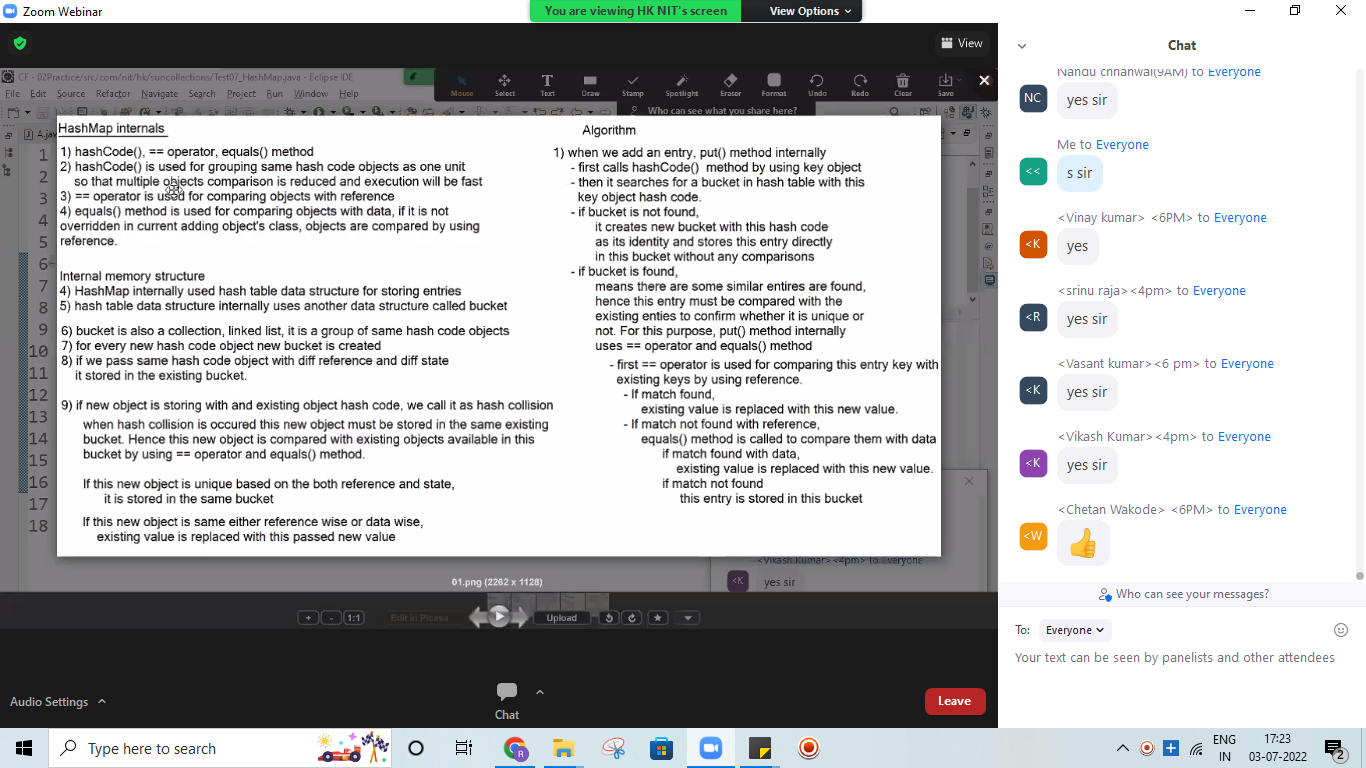 Zoom Webinar
You are viewing HK NIT's screen
View Options
View
CF - 02Practice/src/com/nit/hk/suncollections/Test07_HashMap.java - Eclipse IDE
File Edit Source Refactor Navigate Search Project Run Window Help
Mouse Select Text Draw Stamp Spotlight Eraser Format Undo Redo Clear Save
Who can see what you share here?
A.java
1
2
3
4
5
6
7
8
9
10
11
12
13
14
15
16
17
18
HashMap internals
1) hashCode(), == operator, equals() method
2) hashCode() is used for grouping same hash code objects as one unit
so that multiple objects comparison is reduced and execution will be fast
3) == operator is used for comparing objects with reference
4) equals() method is used for comparing objects with data, if it is not
overridden in current adding object's class, objects are compared by using
reference.
Internal memory structure
4) HashMap internally used hash table data structure for storing entries
5) hash table data structure internally uses another data structure called bucket
6) bucket is also a collection, linked list, it is a group of same hash code objects
7) for every new hash code object new bucket is created
8) if we pass same hash code object with diff reference and diff state
it stored in the existing bucket.
9) if new object is storing with and existing object hash code, we call it as hash collision
when hash collision is occured this new object must be stored in the same existing
bucket. Hence this new object is compared with existing objects available in this
bucket by using == operator and equals() method.
If this new object is unique based on the both reference and state,
it is stored in the same bucket
If this new object is same either reference wise or data wise,
existing value is replaced with this passed new value
Algorithm
1) when we add an entry, put() method internally
- first calls hashCode() method by using key object
- then it searches for a bucket in hash table with this
key object hash code.
- if bucket is not found,
it creates new bucket with this hash code
as its identity and stores this entry directly
in this bucket without any comparisons
- if bucket is found,
means there are some similar entires are found,
hence this entry must be compared with the
existing enties to confirm whether it is unique or
not. For this purpose, put() method internally
uses == operator and equals() method
- first == operator is used for comparing this entry key with
existing keys by using reference.
- If match found,
existing value is replaced with this new value.
- If match not found with reference,
equals() method is called to compare them with data
if match found with data,
existing value is replaced with this new value.
if match not found
this entry is stored in this bucket
<Vikash Kumar><4pm> to Everyone
<K
yes sir
01.png (2262 x 1128)
+ - 1:1 Edit in Picasa Upload
Audio Settings
Chat
Leave
Chat
Nandu chhanwal(9AM) to Everyone
NC
yes sir
Me to Everyone
<<
s sir
<Vinay kumar> <6PM> to Everyone
<K
yes
<srinu raja><4pm> to Everyone
<R
yes sir
<Vasant kumar><6 pm> to Everyone
<K
yes sir
<Vikash Kumar><4pm> to Everyone
<K
yes sir
<Chetan Wakode> <6PM> to Everyone
<W
Who can see your messages?
To: Everyone
Your text can be seen by panelists and other attendees
Type here to search
R
ENG
IN
17:23
03-07-2022
2